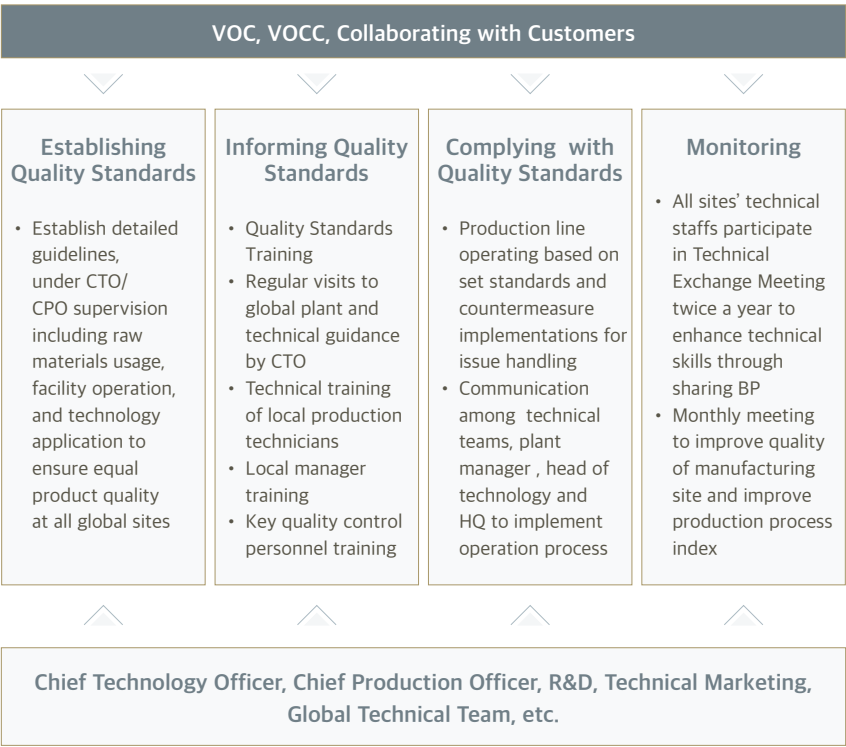 VOC, VOCC, Collaborating with Customers
Establishing
Quality Standards
• Establish detailed
guidelines,
under CTO/
CPO supervision
including raw
materials usage,
facility operation,
and technology
application to
ensure equal
product quality
at all global sites
Informing Quality
Standards
• Quality Standards
Training
• Regular visits to
global plant and
technical guidance
by CTO
• Technical training
of local production
technicians
• Local manager
training
• Key quality control
personnel training
Complying with
Quality Standards
• Production line
operating based on
set standards and
countermeasure
implementations for
issue handling
• Communication
among technical
teams, plant
manager , head of
technology and
HQ to implement
operation process
Monitoring
• All sites’ technical
staffs participate
in Technical
Exchange Meeting
twice a year to
enhance technical
skills through
sharing BP
• Monthly meeting
to improve quality
of manufacturing
site and improve
production process
index
Chief Technology Officer, Chief Production Officer, R&D, Technical Marketing,
Global Technical Team, etc.